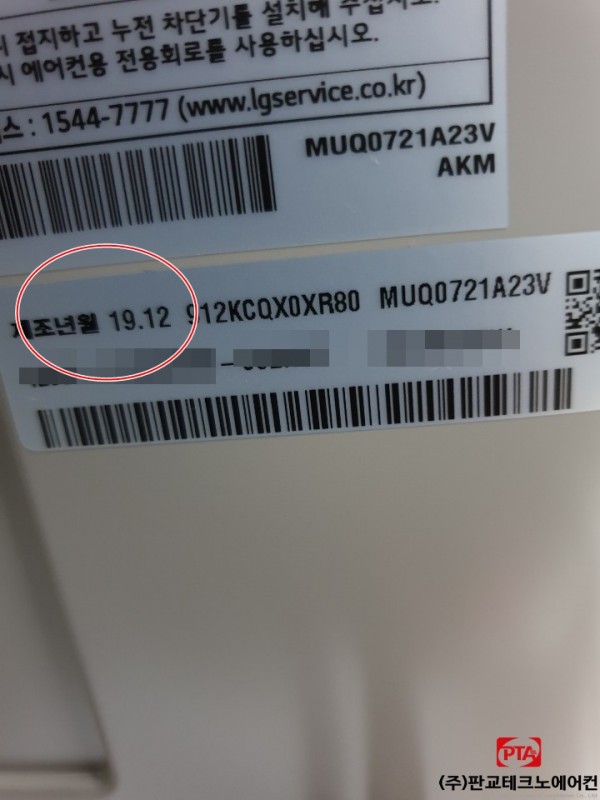 접지하고 누전 차단기를 설치해 주십시오.
시 에어컨용 전용회로를 사용하십시오.
스 : 1544-7777 (www.lgservice.co.kr)
MUQ0721A23V
AKM
제조년월 19.12 912KCQX0XR80 MUQ0721A23V
PTA
(주)판교테크노에어컨